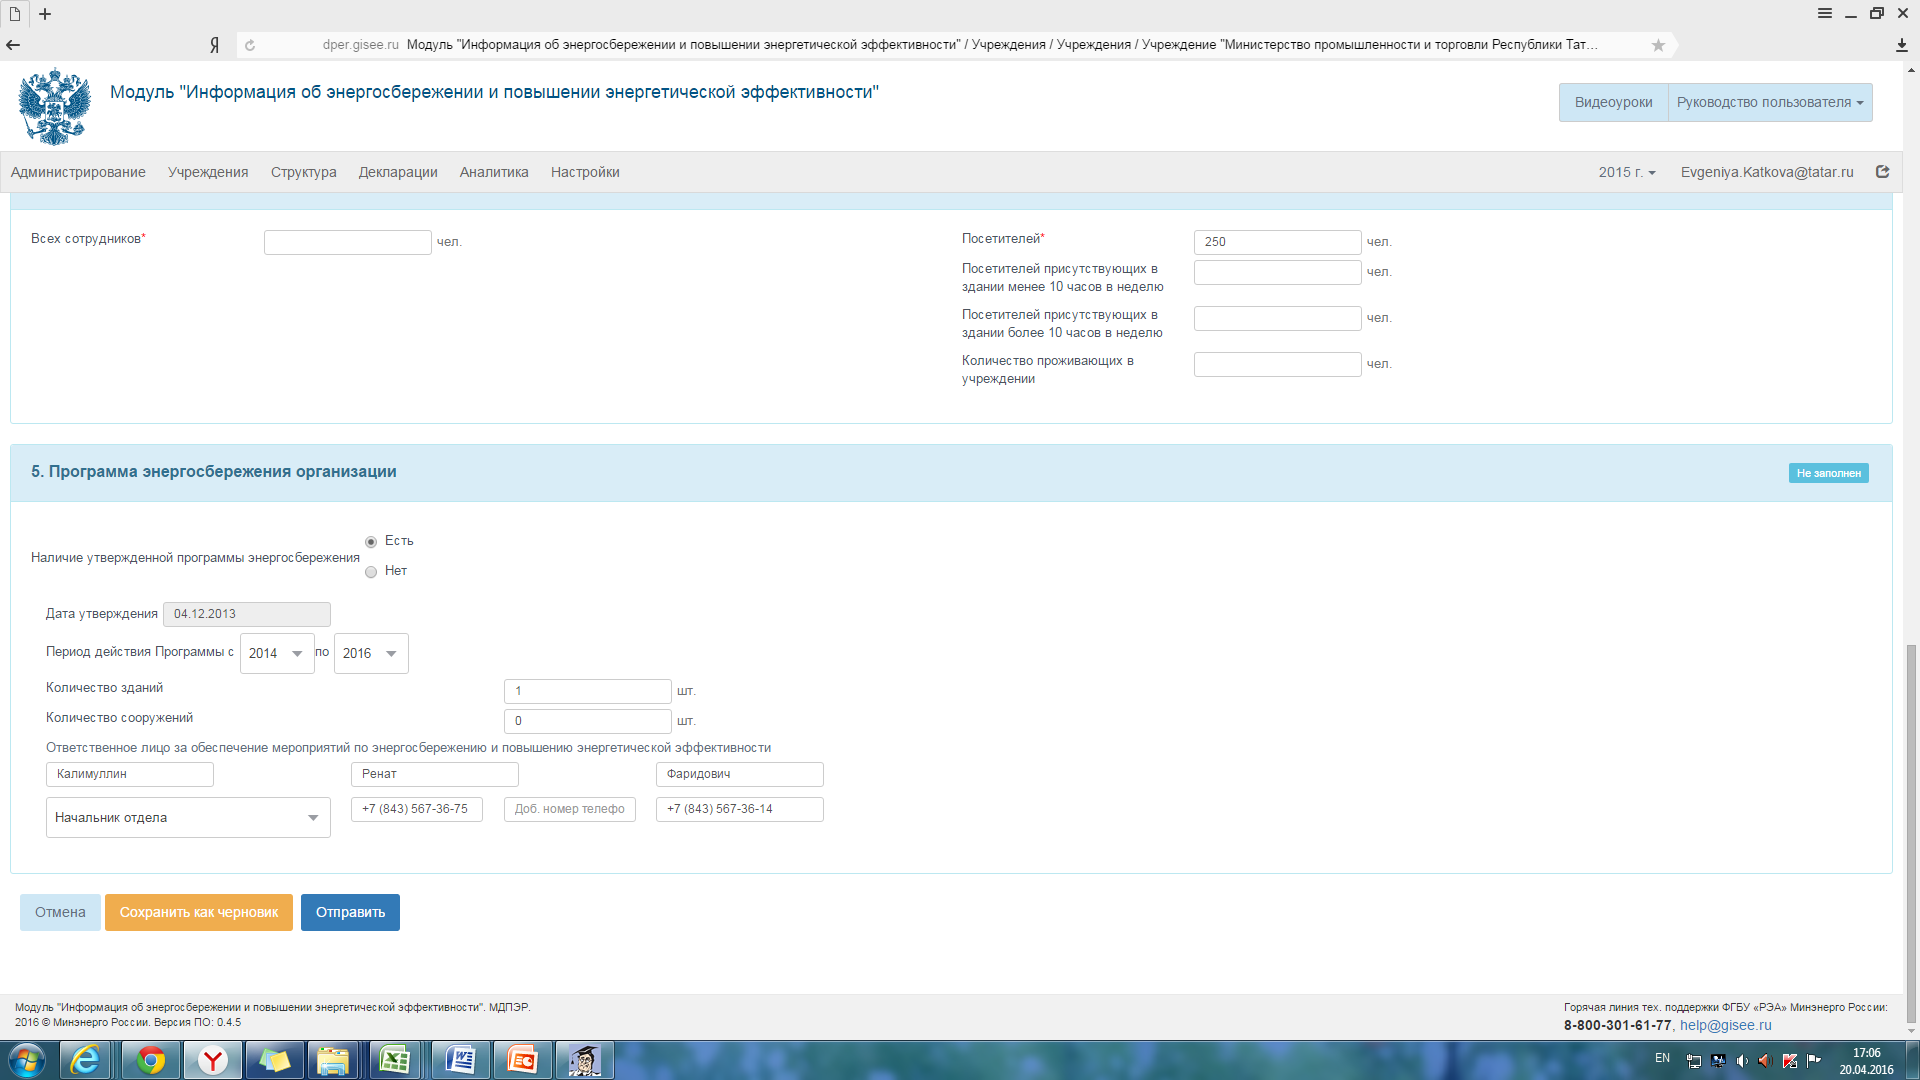 dper.gisee.ru Модуль "Информация об энергосбережении и повышении энергетической эффективности" / Учреждения / Учреждения / Учреждение "Министерство промышленности и торговли Республики Тат...
Модуль "Информация об энергосбережении и повышении энергетической эффективности"
Видеоуроки
Руководство пользователя
Администрирование Учреждения Структура Декларации Аналитика Настройки 2015 г. Evgeniya.Katkova@tatar.ru
Всех сотрудников* чел.
Посетителей* 250 чел.
Посетителей присутствующих в
здании менее 10 часов в неделю
чел.
Посетителей присутствующих в
здании более 10 часов в неделю
чел.
Количество проживающих в
учреждении
чел.
5. Программа энергосбережения организации
Не заполнен
Наличие утвержденной программы энергосбережения
Есть
Нет
Дата утверждения 04.12.2013
Период действия Программы с 2014 по 2016
Количество зданий 1 шт.
Количество сооружений 0 шт.
Ответственное лицо за обеспечение мероприятий по энергосбережению и повышению энергетической эффективности
Калимуллин Ренат Фаридович
Начальник отдела +7 (843) 567-36-75 Доб. номер телефо +7 (843) 567-36-14
Отмена Сохранить как черновик Отправить
Модуль "Информация об энергосбережении и повышении энергетической эффективности". МДПЭР.
2016 © Минэнерго России. Версия ПО: 0.4.5
Горячая линия тех. поддержки ФГБУ «РЭА» Минэнерго России:
8-800-301-61-77, help@gisee.ru
EN
17:06
20.04.2016